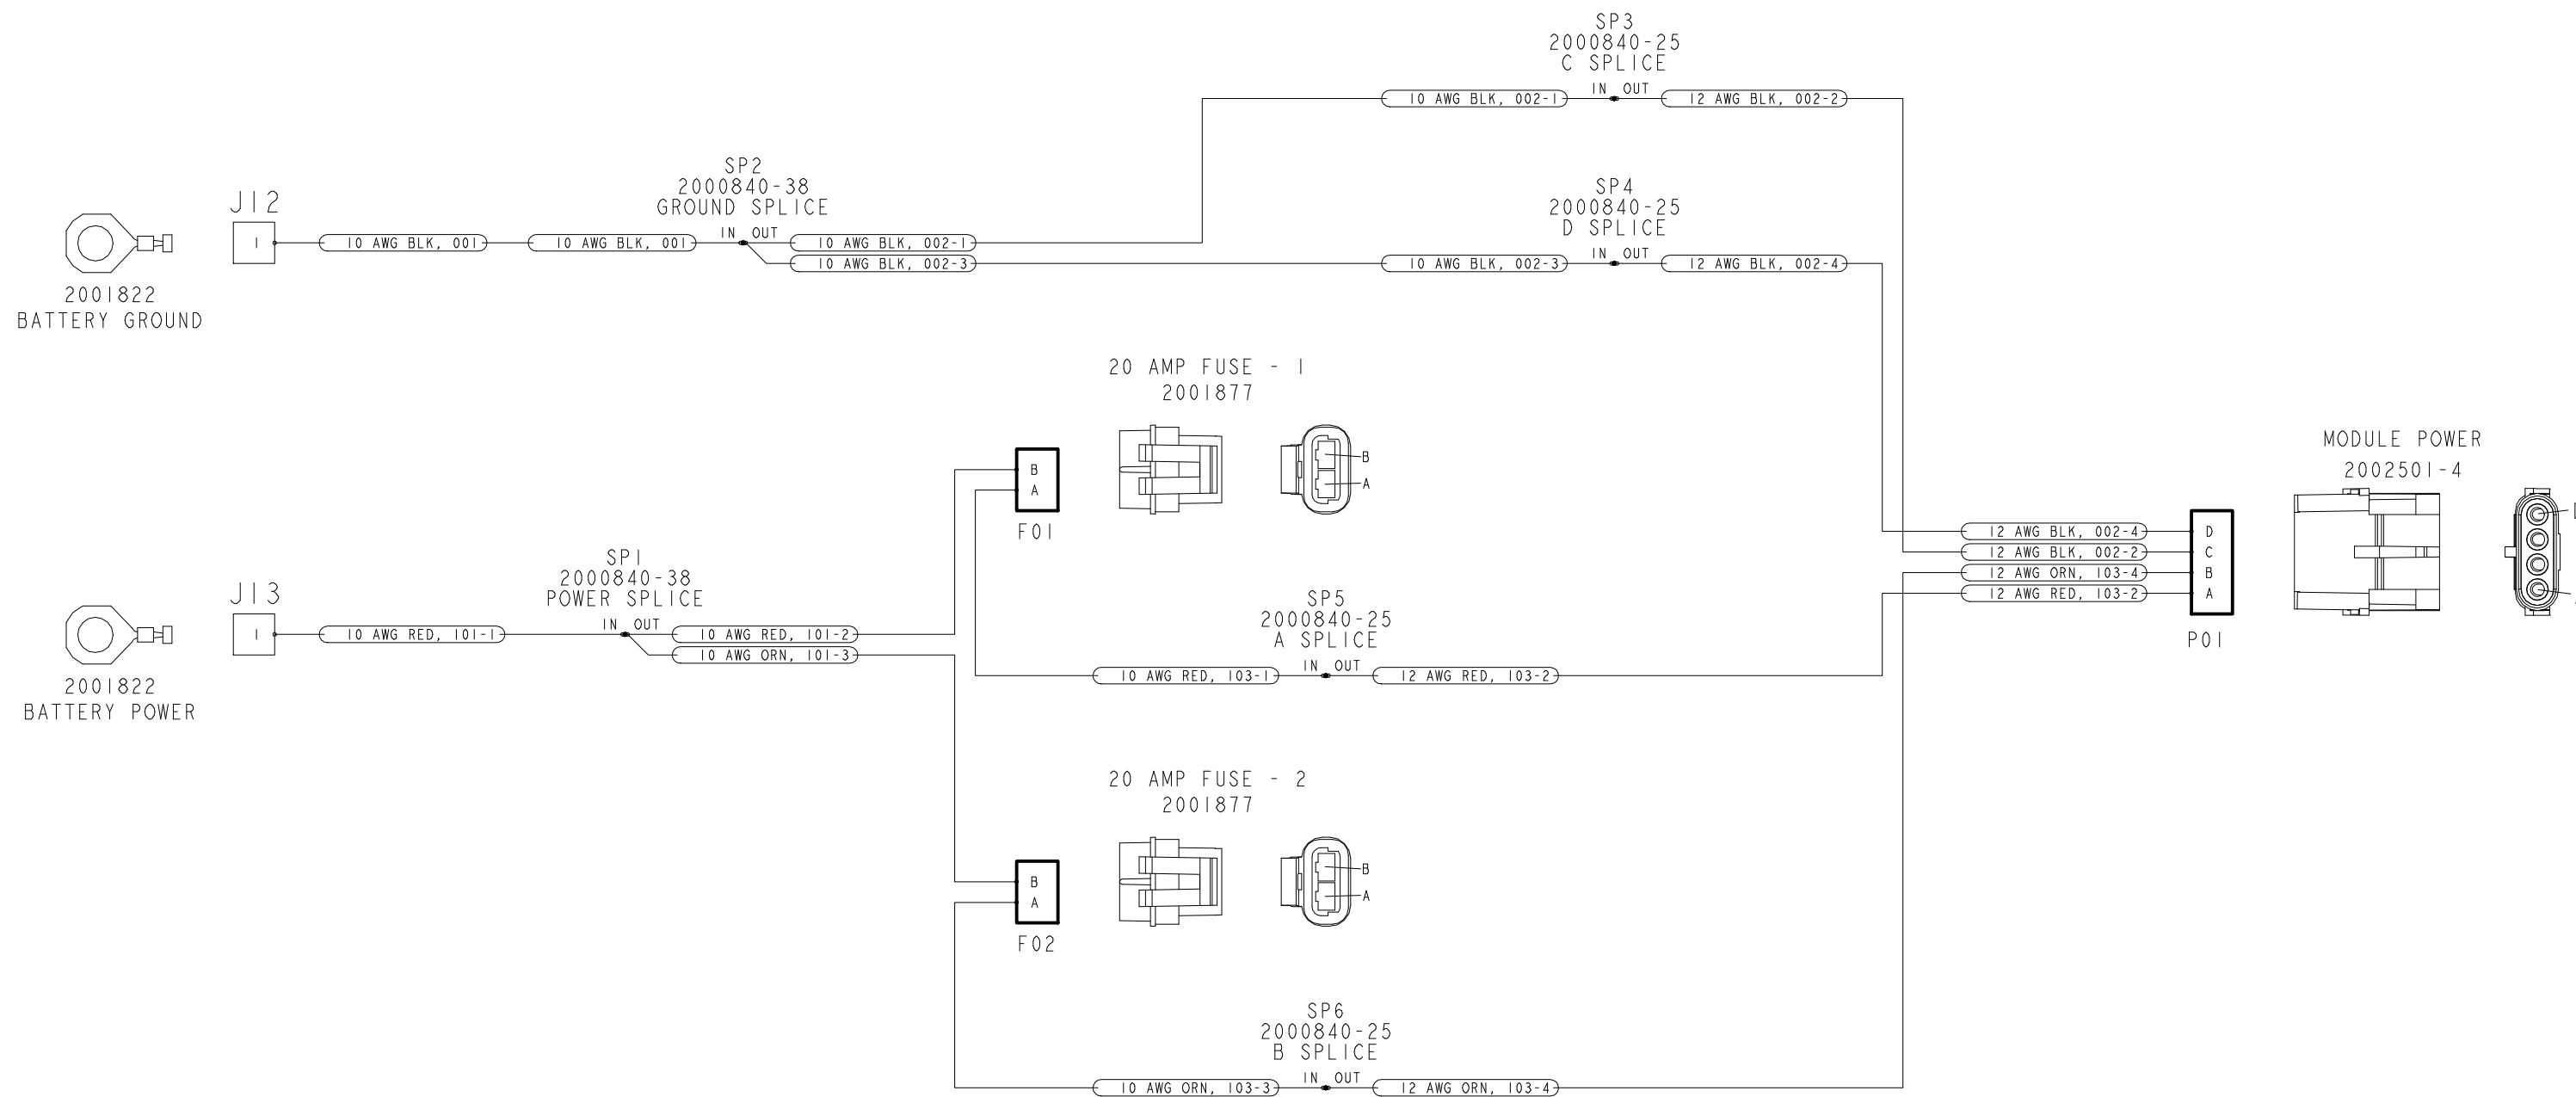 SP3
2000840-25
C SPLICE
IN OUT
10 AWG BLK, 002-1
12 AWG BLK, 002-2
SP2
2000840-38
GROUND SPLICE
IN OUT
J12
1
10 AWG BLK, 001
10 AWG BLK, 001
10 AWG BLK, 002-1
10 AWG BLK, 002-3
2001822
BATTERY GROUND
SP4
2000840-25
D SPLICE
IN OUT
10 AWG BLK, 002-3
12 AWG BLK, 002-4
20 AMP FUSE - 1
2001877
B
A
F01
B
A
MODULE POWER
2002501-4
12 AWG BLK, 002-4
12 AWG BLK, 002-2
12 AWG ORN, 103-4
12 AWG RED, 103-2
D
C
B
A
P01
SP1
2000840-38
POWER SPLICE
IN OUT
J13
1
10 AWG RED, 101-1
10 AWG RED, 101-2
10 AWG ORN, 101-3
2001822
BATTERY POWER
SP5
2000840-25
A SPLICE
IN OUT
10 AWG RED, 103-1
12 AWG RED, 103-2
20 AMP FUSE - 2
2001877
B
A
F02
B
A
SP6
2000840-25
B SPLICE
IN OUT
10 AWG ORN, 103-3
12 AWG ORN, 103-4